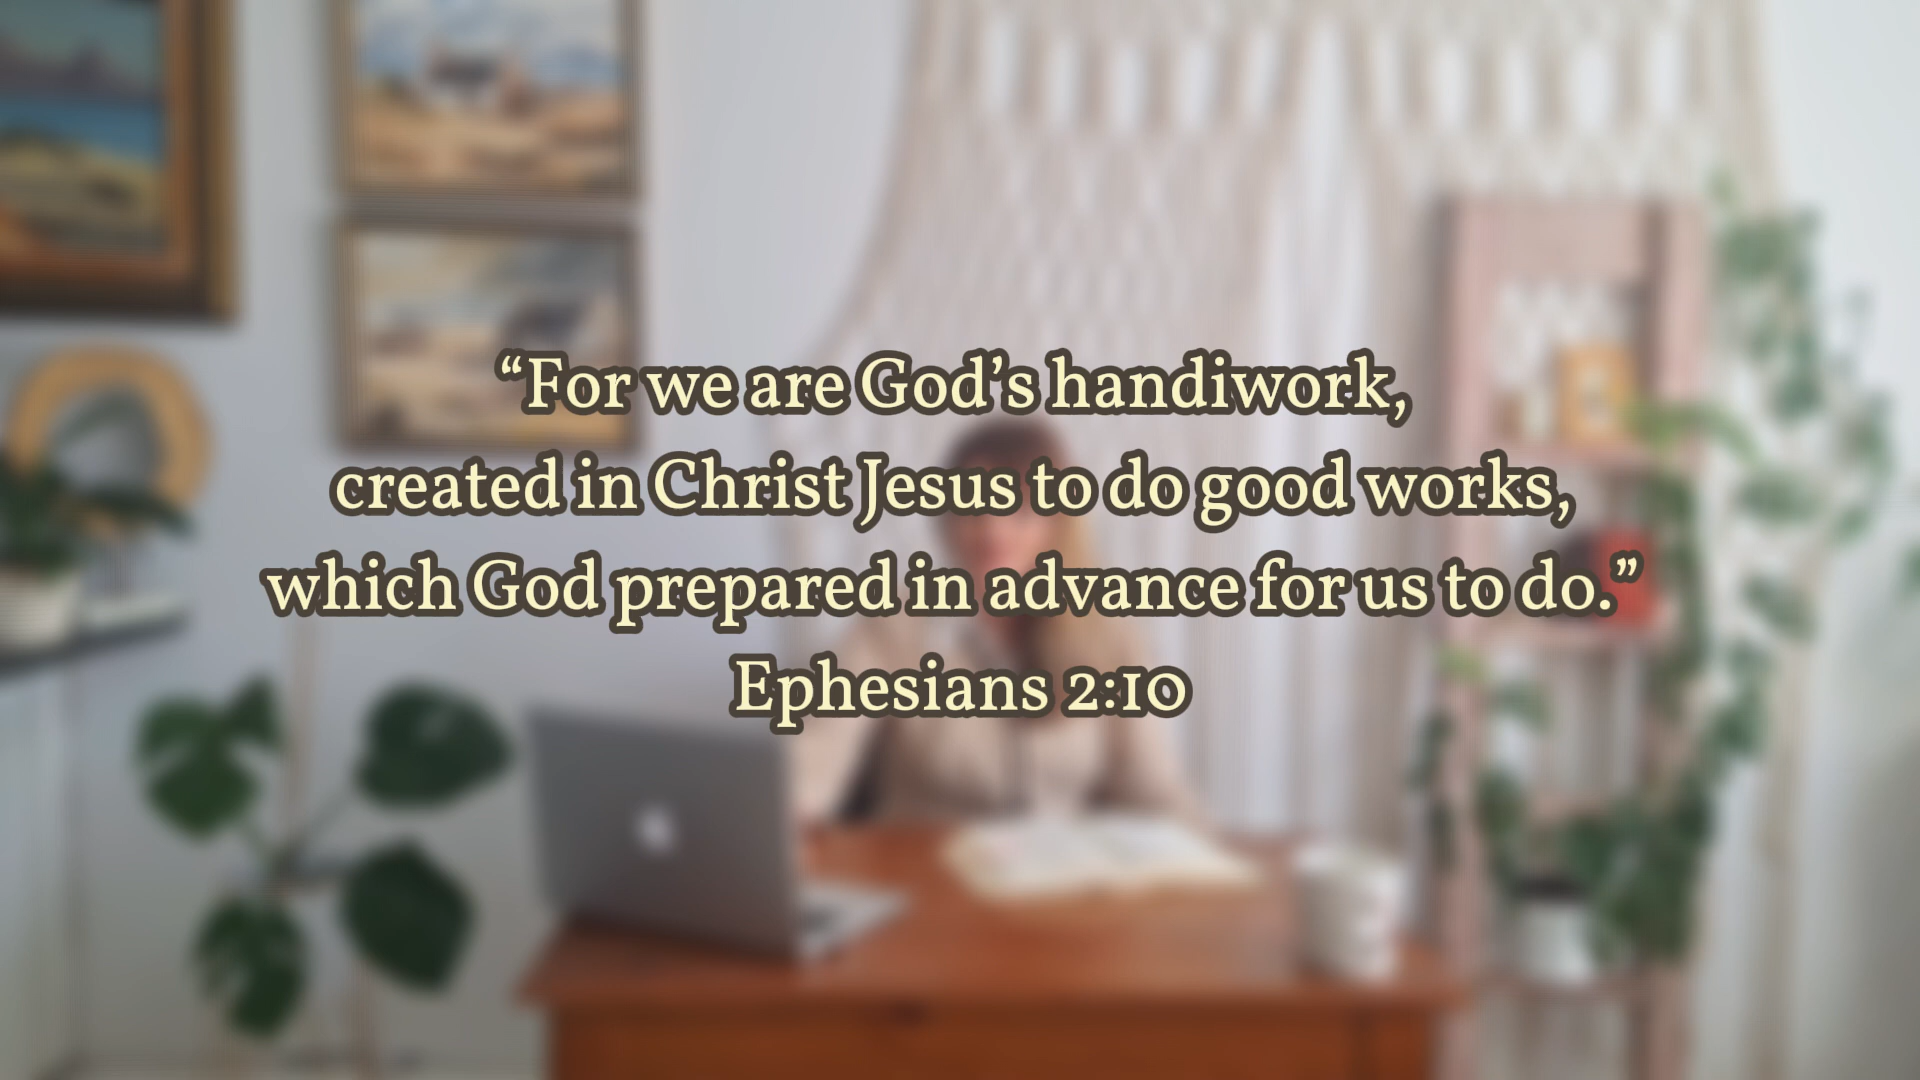 “For we are God’s handiwork,
created in Christ Jesus to do good works,
which God prepared in advance for us to do.”
Ephesians 2:10